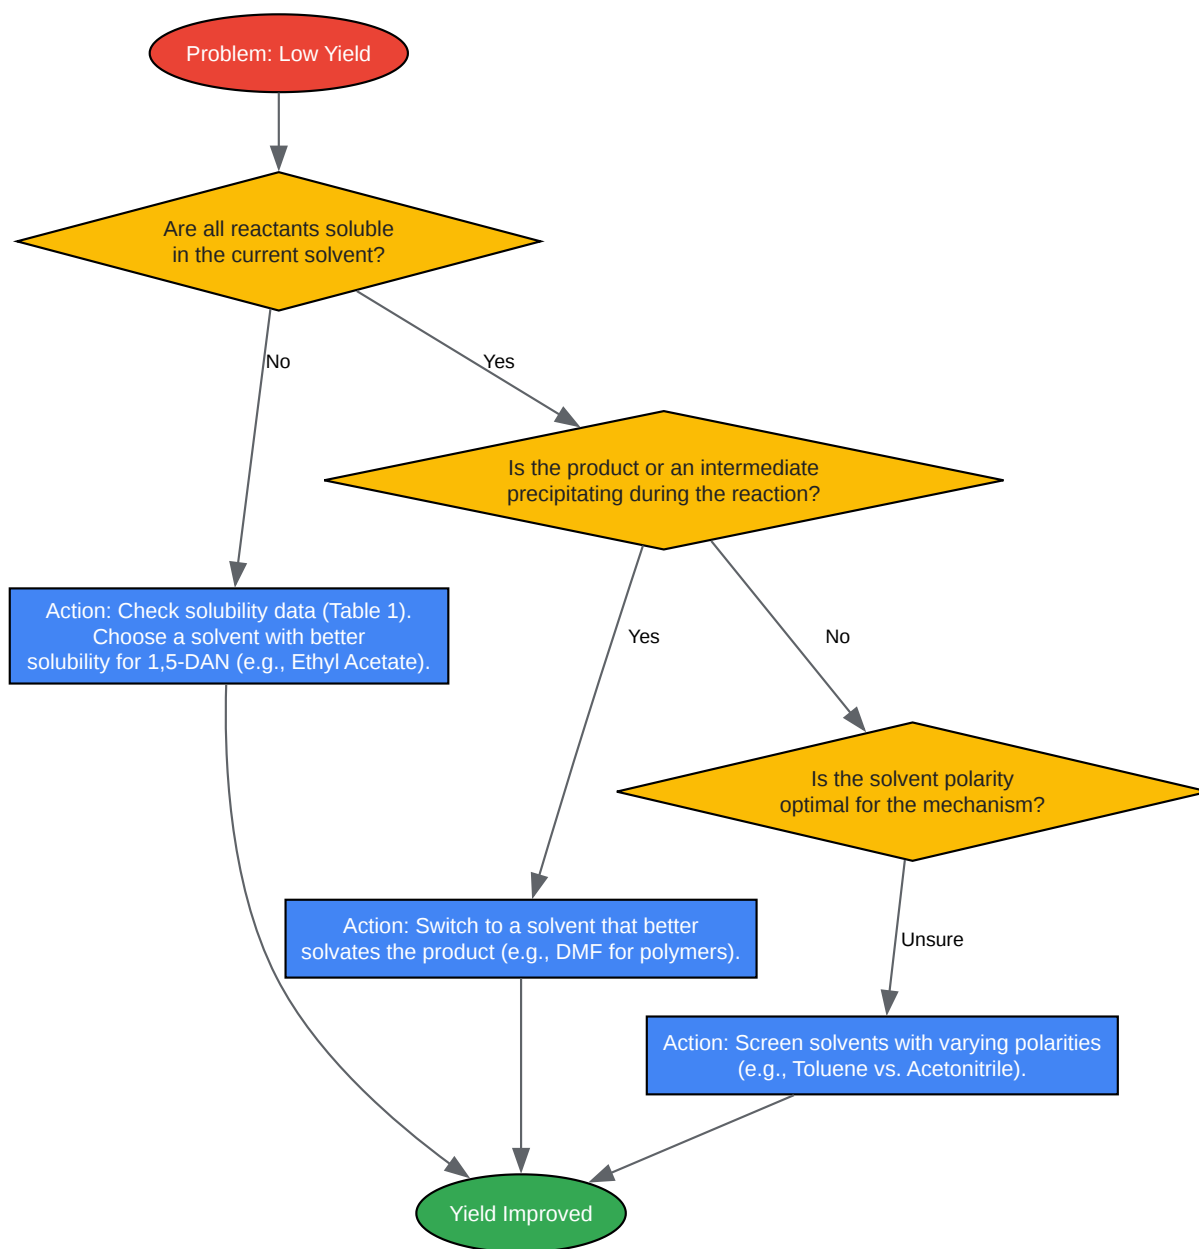 Problem: Low Yield
Are all reactants soluble
in the current solvent?
No
Yes
Is the product or an intermediate
precipitating during the reaction?
Action: Check solubility data (Table 1).
Choose a solvent with better
solubility for 1,5-DAN (e.g., Ethyl Acetate).
Yes
No
Is the solvent polarity
optimal for the mechanism?
Action: Switch to a solvent that better
solvates the product (e.g., DMF for polymers).
Unsure
Action: Screen solvents with varying polarities
(e.g., Toluene vs. Acetonitrile).
Yield Improved